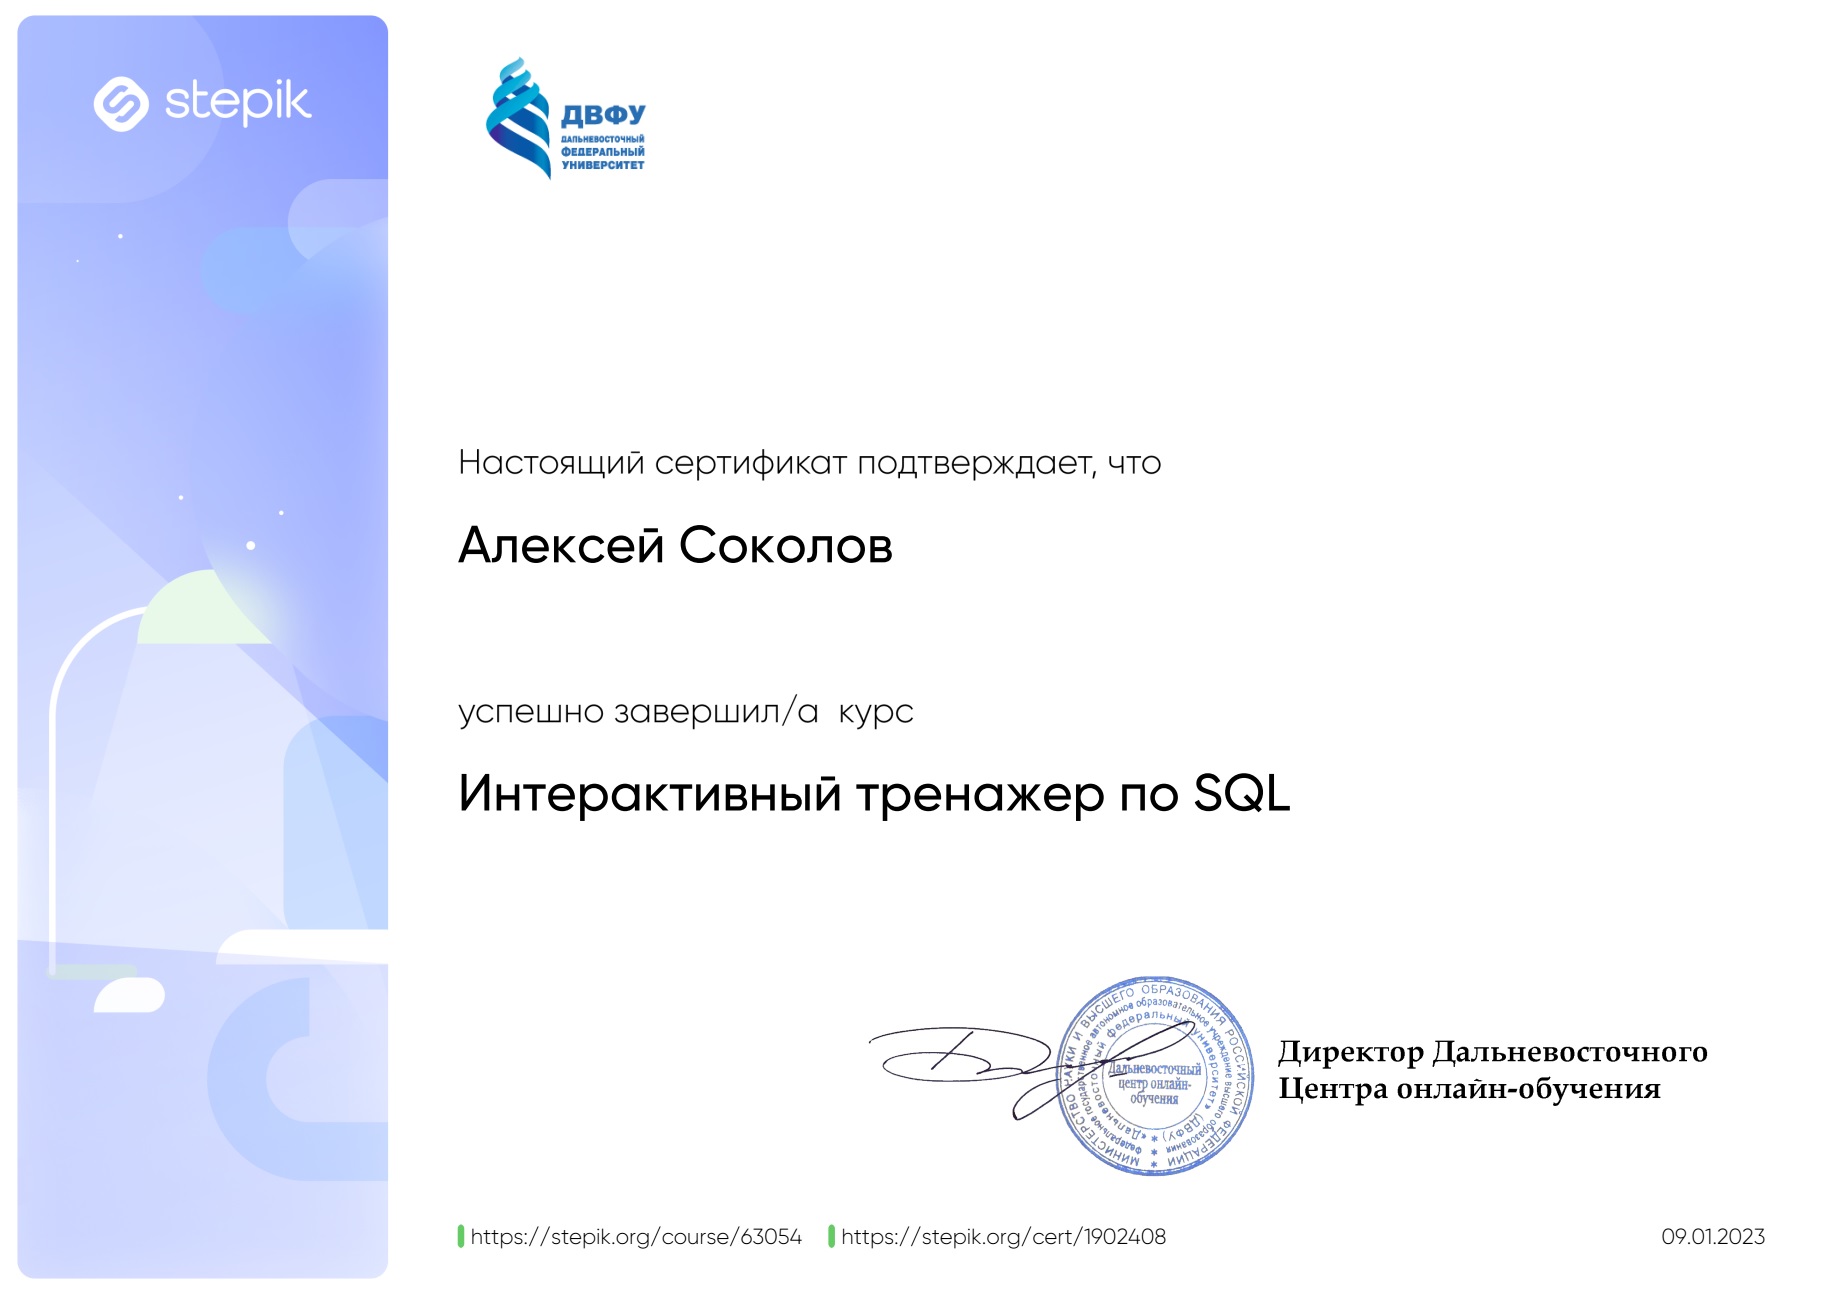 stepik
ДВФУ
ДАЛЬНЕВОСТОЧНЫЙ
ФЕДЕРАЛЬНЫЙ
УНИВЕРСИТЕТ
Настоящий сертификат подтверждает, что
Алексей Соколов
успешно завершил/а курс
Интерактивный тренажер по SQL
МИНИСТЕРСТВО НАУКИ И ВЫСШЕГО ОБРАЗОВАНИЯ РОССИЙСКОЙ ФЕДЕРАЦИИ
федеральное государственное автономное образовательное учреждение высшего образования
«Дальневосточный федеральный университет» (ДВФУ)
Дальневосточный
центр онлайн-
обучения
Директор Дальневосточного
Центра онлайн-обучения
https://stepik.org/course/63054 https://stepik.org/cert/1902408 09.01.2023